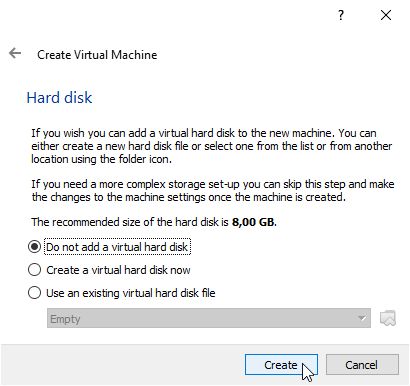 ?
Create Virtual Machine
Hard disk
If you wish you can add a virtual hard disk to the new machine. You can
either create a new hard disk file or select one from the list or from another
location using the folder icon.
If you need a more complex storage set-up you can skip this step and make
the changes to the machine settings once the machine is created.
The recommended size of the hard disk is 8,00 GB.
Do not add a virtual hard disk
Create a virtual hard disk now
Use an existing virtual hard disk file
Empty
Create
Cancel